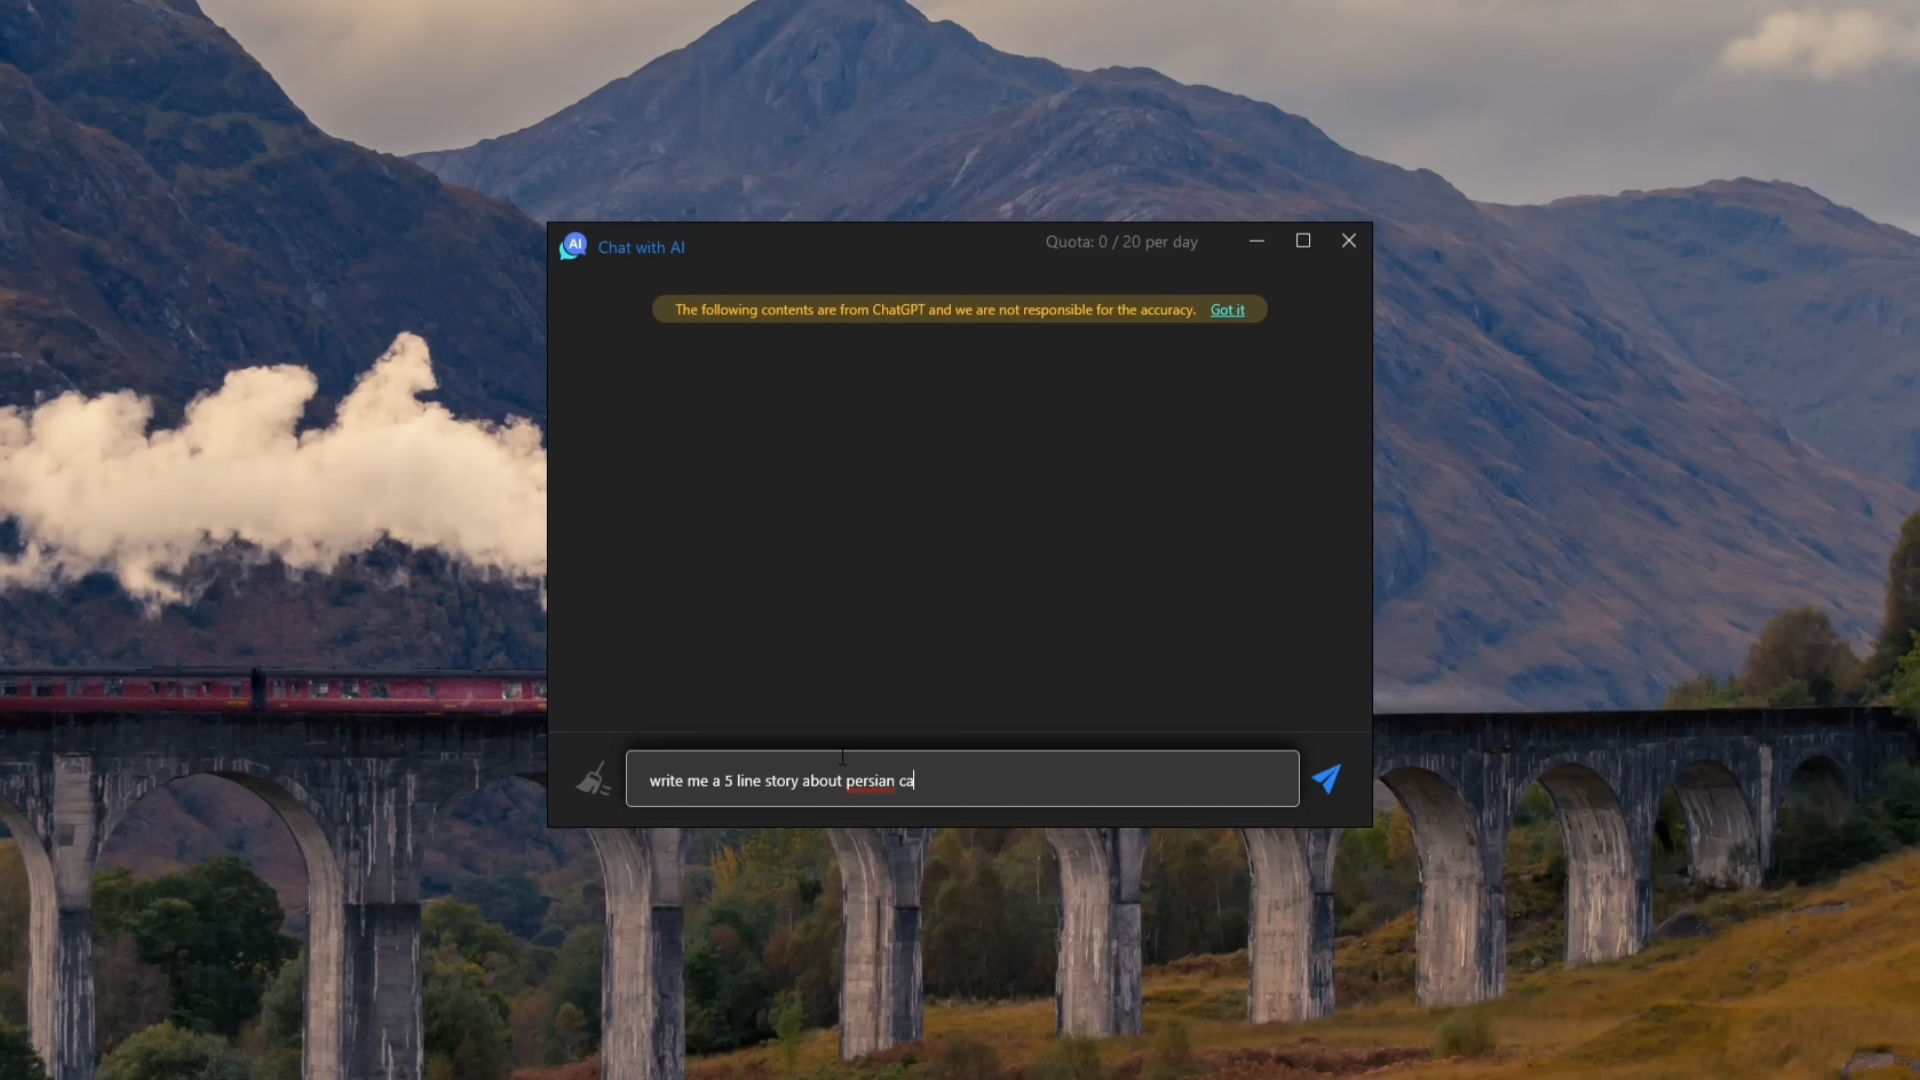 AI Chat with AI
Quota: 0 / 20 per day
The following contents are from ChatGPT and we are not responsible for the accuracy. Got it
write me a 5 line story about persian ca